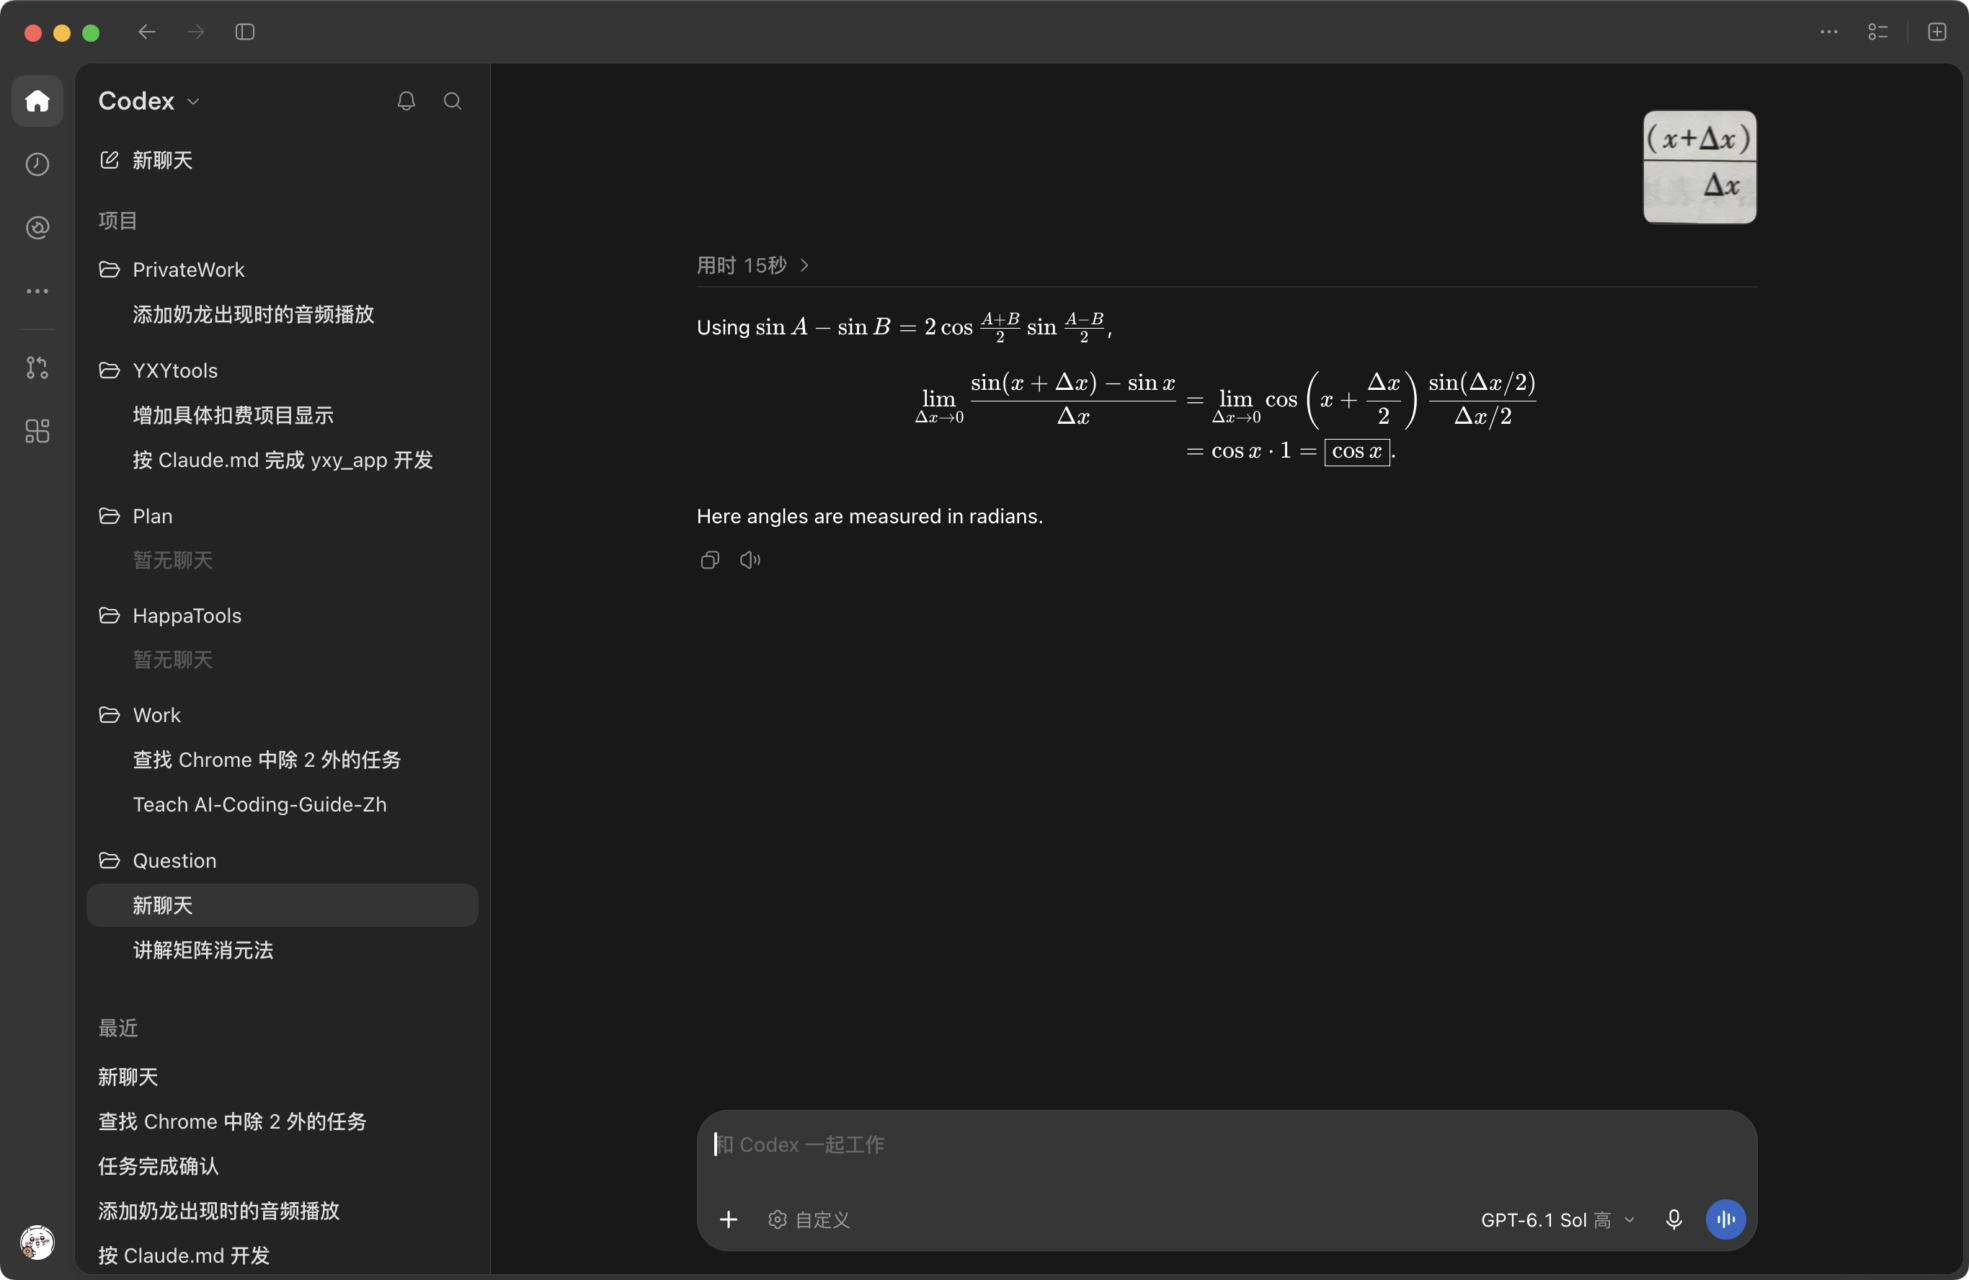 Codex
新聊天
项目
PrivateWork
添加奶龙出现时的音频播放
YXYtools
增加具体扣费项目显示
按 Claude.md 完成 yxy_app 开发
Plan
暂无聊天
HappaTools
暂无聊天
Work
查找 Chrome 中除 2 外的任务
Teach AI-Coding-Guide-Zh
Question
新聊天
讲解矩阵消元法
最近
新聊天
查找 Chrome 中除 2 外的任务
任务完成确认
添加奶龙出现时的音频播放
按 Claude.md 开发
(x+Δx)
Δx
用时 15秒
Using sin A − sin B = 2 cos (A+B)/2 sin (A−B)/2,
lim Δx→0 (sin(x + Δx) − sin x)/Δx = lim Δx→0 cos (x + Δx/2) sin(Δx/2)/(Δx/2)
= cos x · 1 = cos x.
Here angles are measured in radians.
和 Codex 一起工作
自定义
GPT-6.1 Sol 高